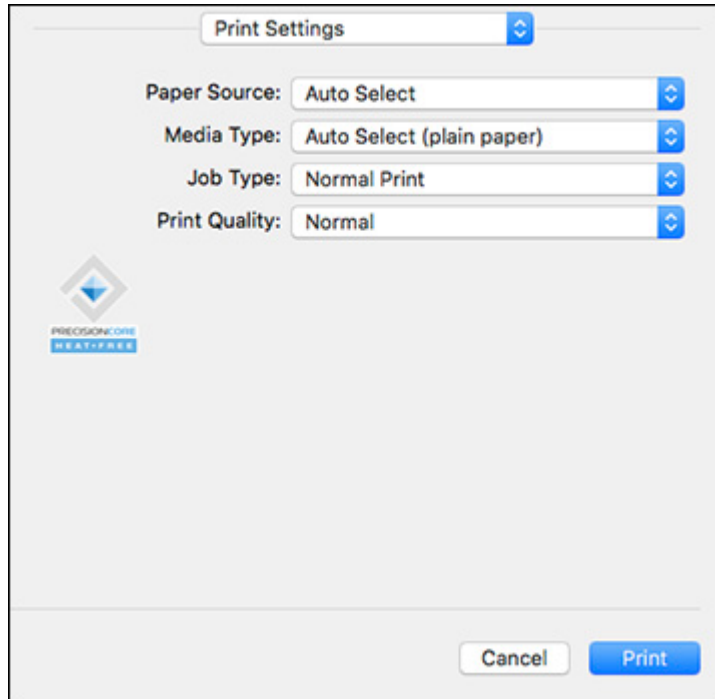 Print Settings
Paper Source: Auto Select
Media Type: Auto Select (plain paper)
Job Type: Normal Print
Print Quality: Normal
PRECISIONCORE
HEAT-FREE
Cancel Print